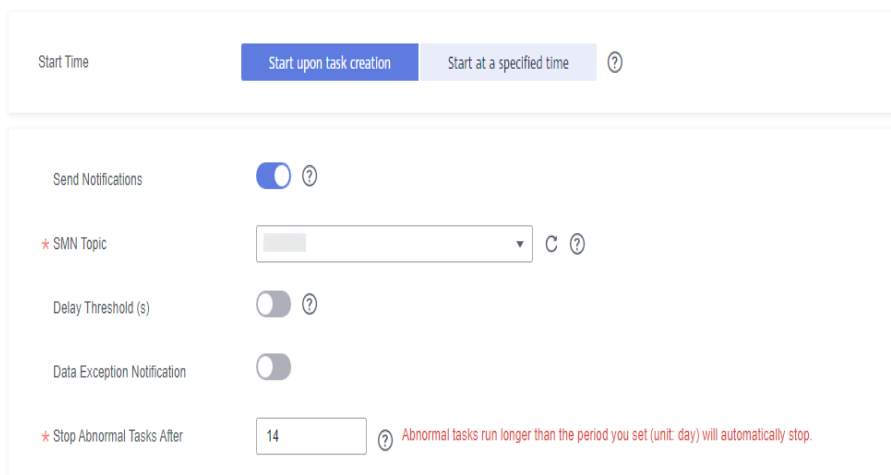 Start Time Start upon task creation Start at a specified time ?
Send Notifications ?
* SMN Topic ?
Delay Threshold (s) ?
Data Exception Notification
* Stop Abnormal Tasks After 14 ? Abnormal tasks run longer than the period you set (unit: day) will automatically stop.